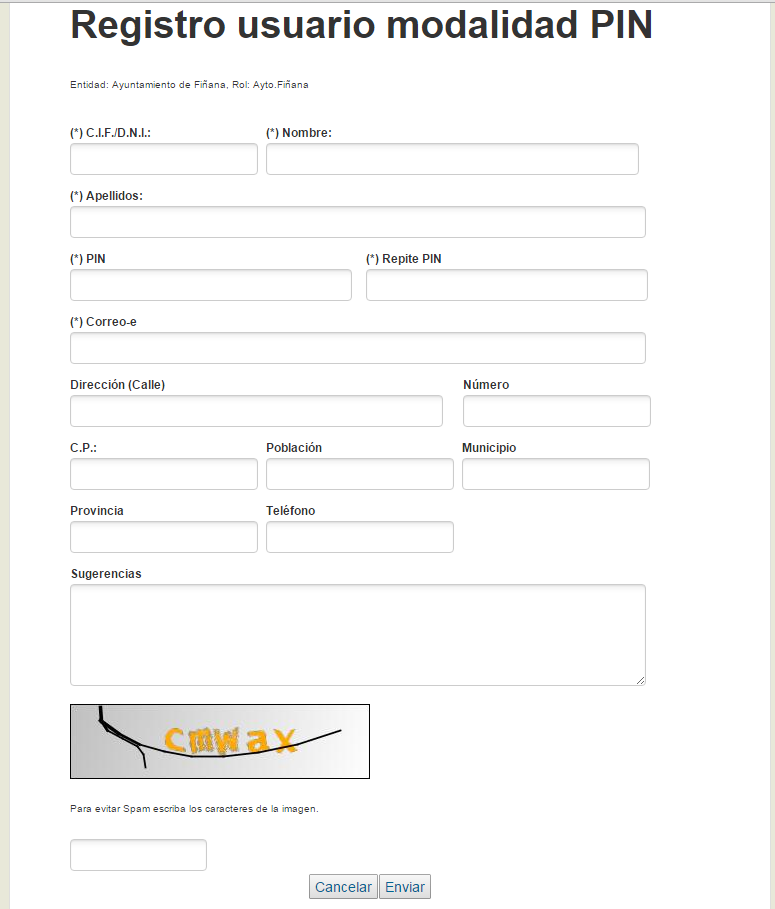 Registro usuario modalidad PIN
Entidad: Ayuntamiento de Fiñana, Rol: Ayto.Fiñana
(*) C.I.F./D.N.I.: (*) Nombre:
(*) Apellidos:
(*) PIN (*) Repite PIN
(*) Correo-e
Dirección (Calle) Número
C.P.: Población Municipio
Provincia Teléfono
Sugerencias
cmwax
Para evitar Spam escriba los caracteres de la imagen.
Cancelar Enviar